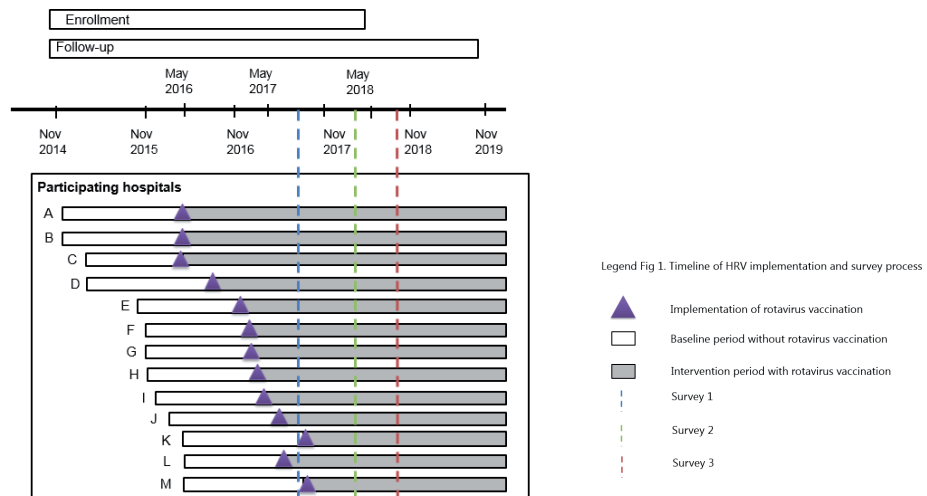 Enrollment
Follow-up
May
2016
May
2017
May
2018
Nov
2014
Nov
2015
Nov
2016
Nov
2017
Nov
2018
Nov
2019
Participating hospitals
A
B
C
D
E
F
G
H
I
J
K
L
M
Legend Fig 1. Timeline of HRV implementation and survey process
Implementation of rotavirus vaccination
Baseline period without rotavirus vaccination
Intervention period with rotavirus vaccination
Survey 1
Survey 2
Survey 3